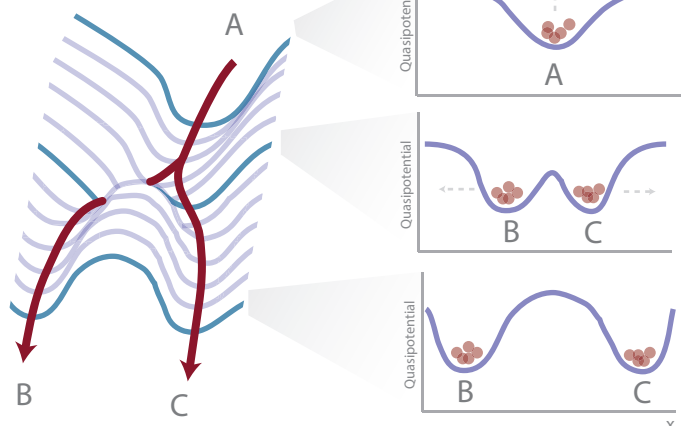 A
B
C
Quasipotential
A
Quasipotential
B C
Quasipotential
B C
x